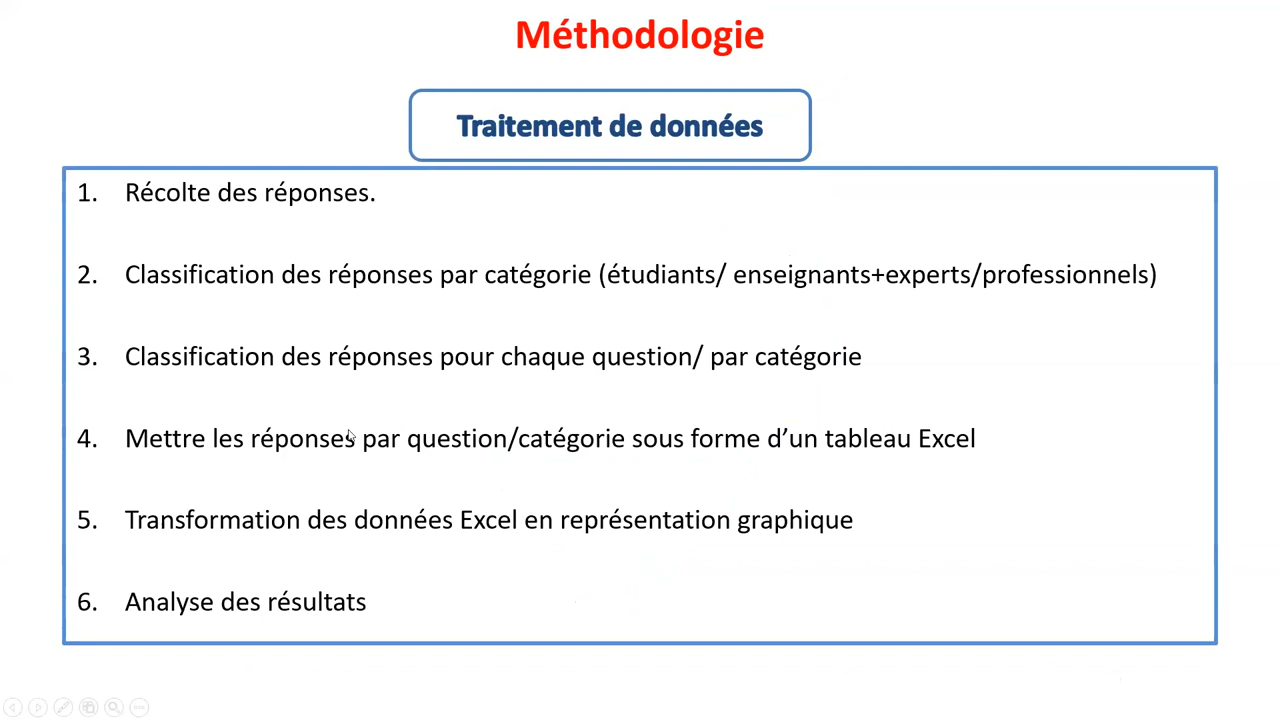 Méthodologie
Traitement de données
1. Récolte des réponses.
2. Classification des réponses par catégorie (étudiants/ enseignants+experts/professionnels)
3. Classification des réponses pour chaque question/ par catégorie
4. Mettre les réponses par question/catégorie sous forme d’un tableau Excel
5. Transformation des données Excel en représentation graphique
6. Analyse des résultats